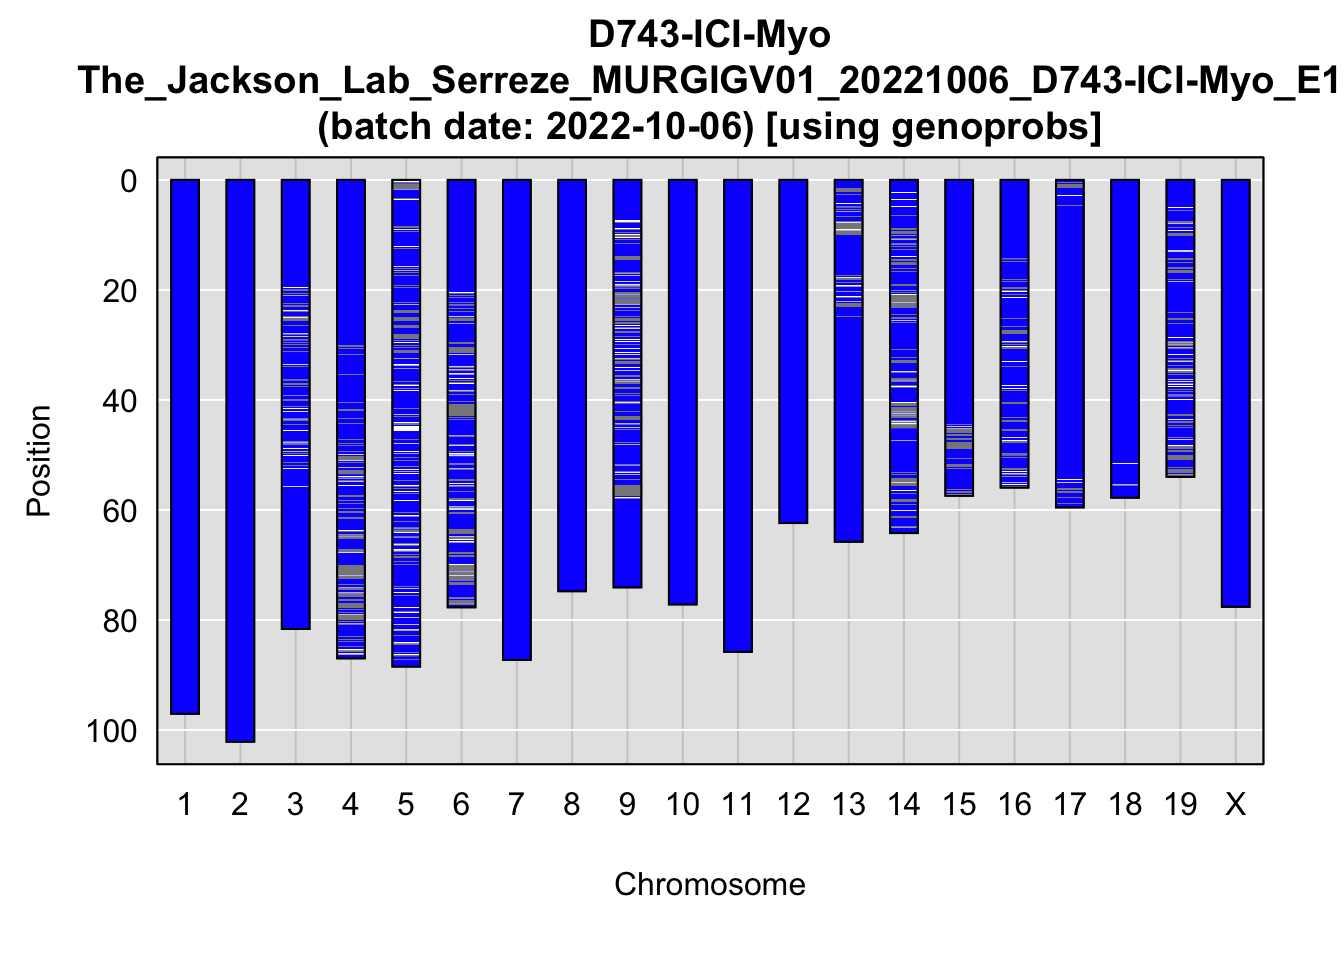 D743-ICI-Myo
The_Jackson_Lab_Serreze_MURGIGV01_20221006_D743-ICI-Myo_E1
(batch date: 2022-10-06) [using genoprobs]
Position
0
20
40
60
80
100
1 2 3 4 5 6 7 8 9 10 11 12 13 14 15 16 17 18 19 X
Chromosome